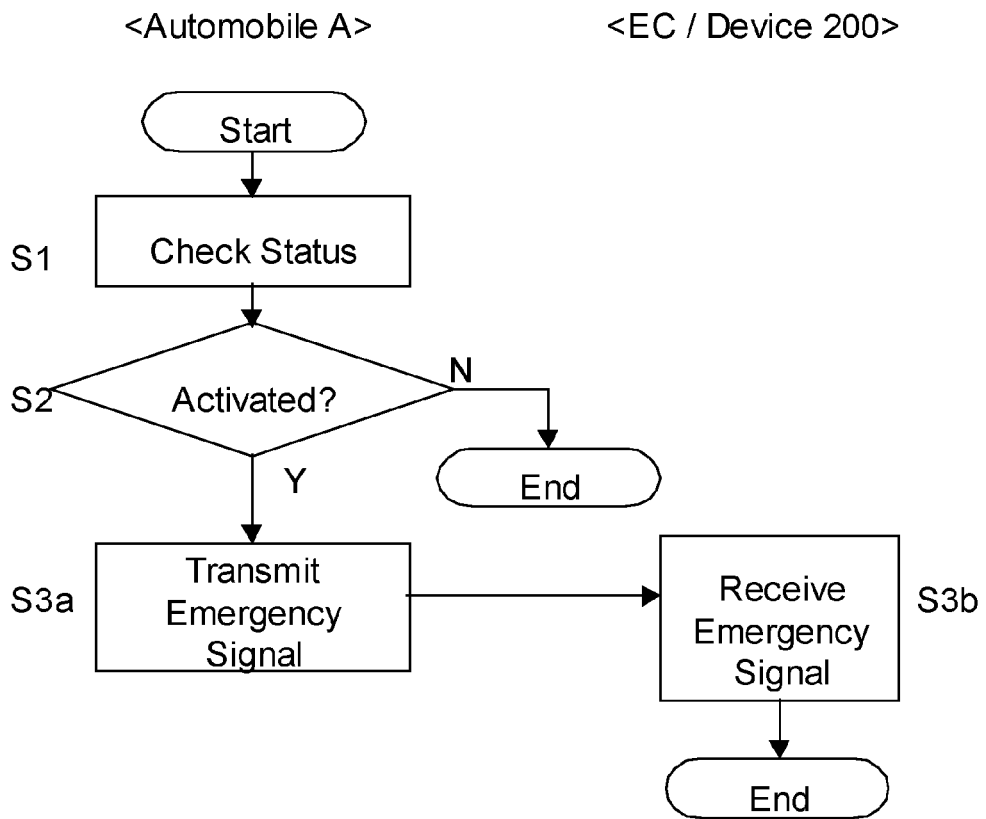 <Automobile A>
<EC / Device 200>
Start
Check Status
S1
Activated?
S2
N
Y
End
Transmit
Emergency
Signal
S3a
Receive
Emergency
Signal
S3b
End